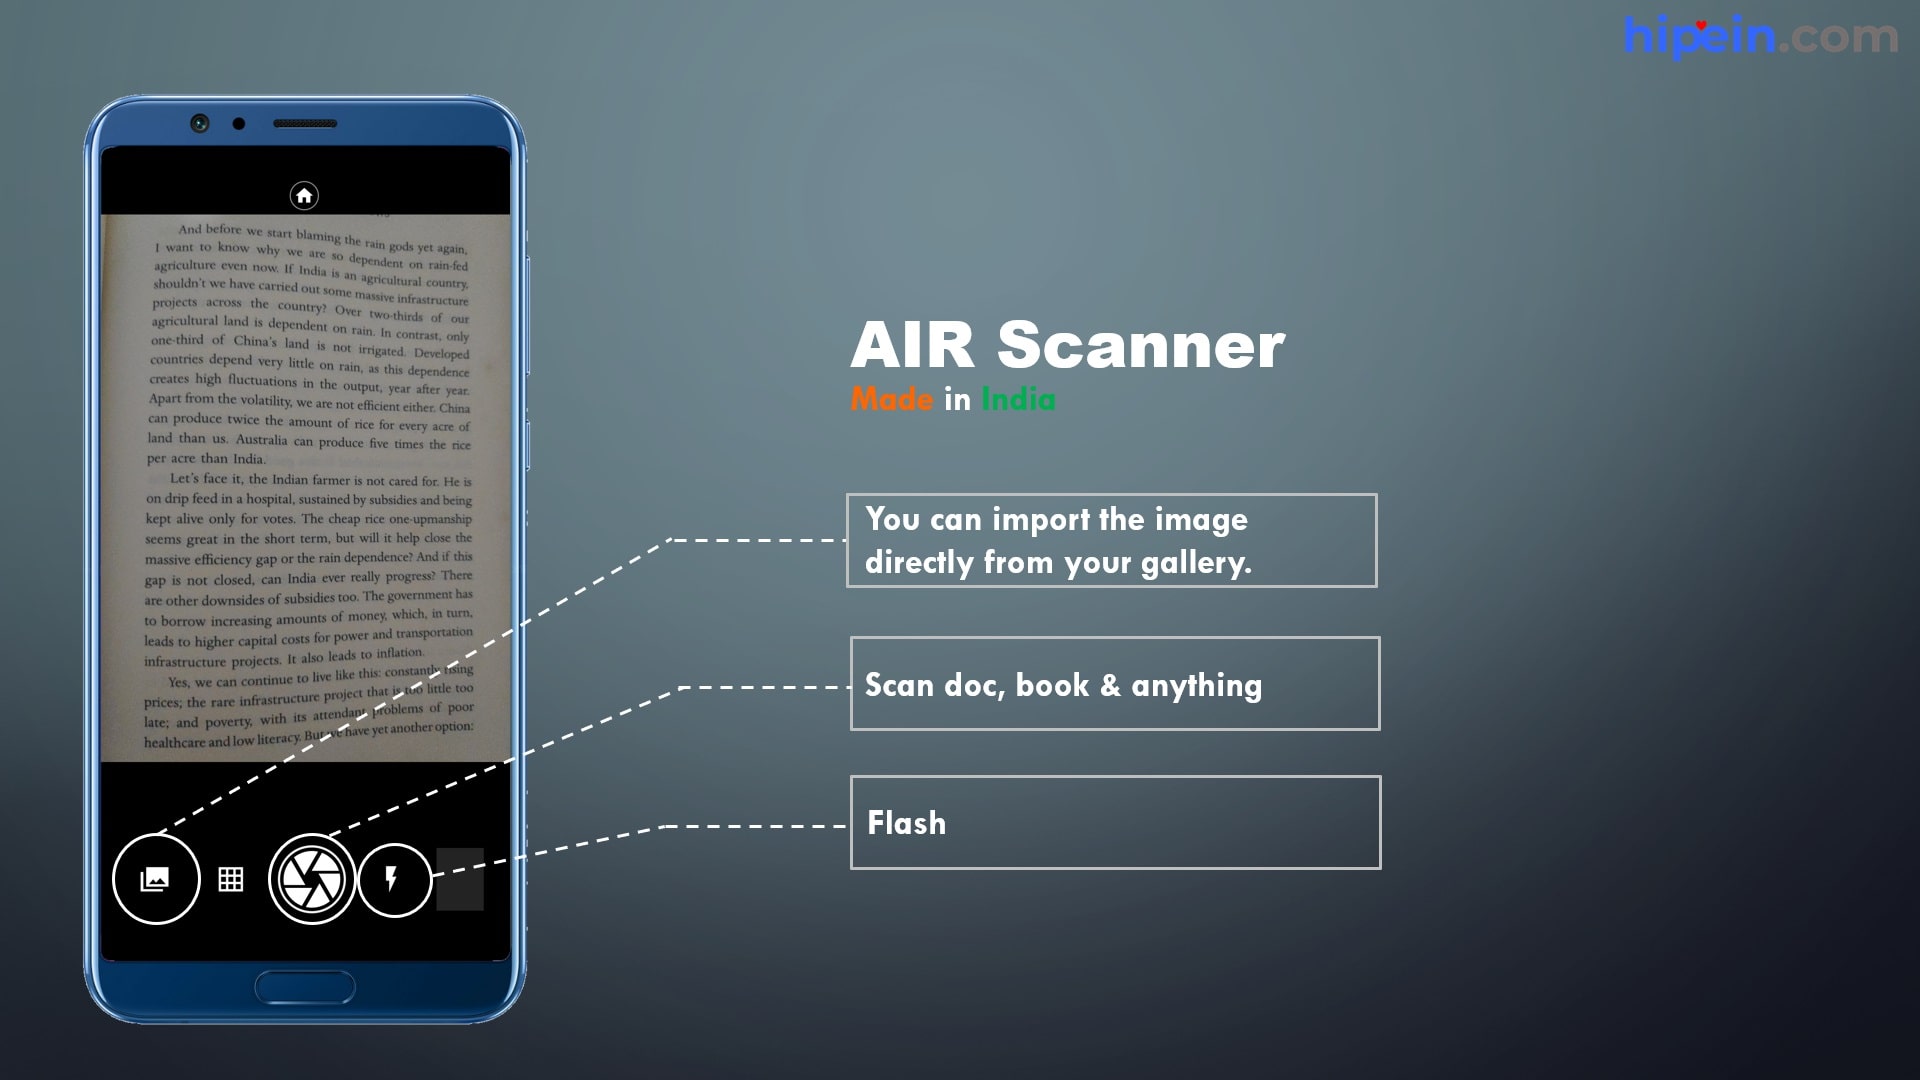 hipein.com
And before we start blaming the rain gods yet again,
I want to know why we are so dependent on rain-fed
agriculture even now. If India is an agricultural country,
shouldn't we have carried out some massive infrastructure
projects across the country? Over two-thirds of our
agricultural land is dependent on rain. In contrast, only
one-third of China's land is not irrigated. Developed
countries depend very little on rain, as this dependence
creates high fluctuations in the output, year after year.
Apart from the volatility, we are not efficient either. China
can produce twice the amount of rice for every acre of
land than us. Australia can produce five times the rice
per acre than India.
Let's face it, the Indian farmer is not cared for. He is
on drip feed in a hospital, sustained by subsidies and being
kept alive only for votes. The cheap rice one-upmanship
seems great in the short term, but will it help close the
massive efficiency gap or the rain dependence? And if this
gap is not closed, can India ever really progress? There
are other downsides of subsidies too. The government has
to borrow increasing amounts of money, which, in turn,
leads to higher capital costs for power and transportation
infrastructure projects. It also leads to inflation.
Yes, we can continue to live like this: constantly rising
prices; the rare infrastructure project that is too little too
late; and poverty, with its attendant problems of poor
healthcare and low literacy. But we have yet another option:
AIR Scanner
Made in India
You can import the image
directly from your gallery.
Scan doc, book & anything
Flash